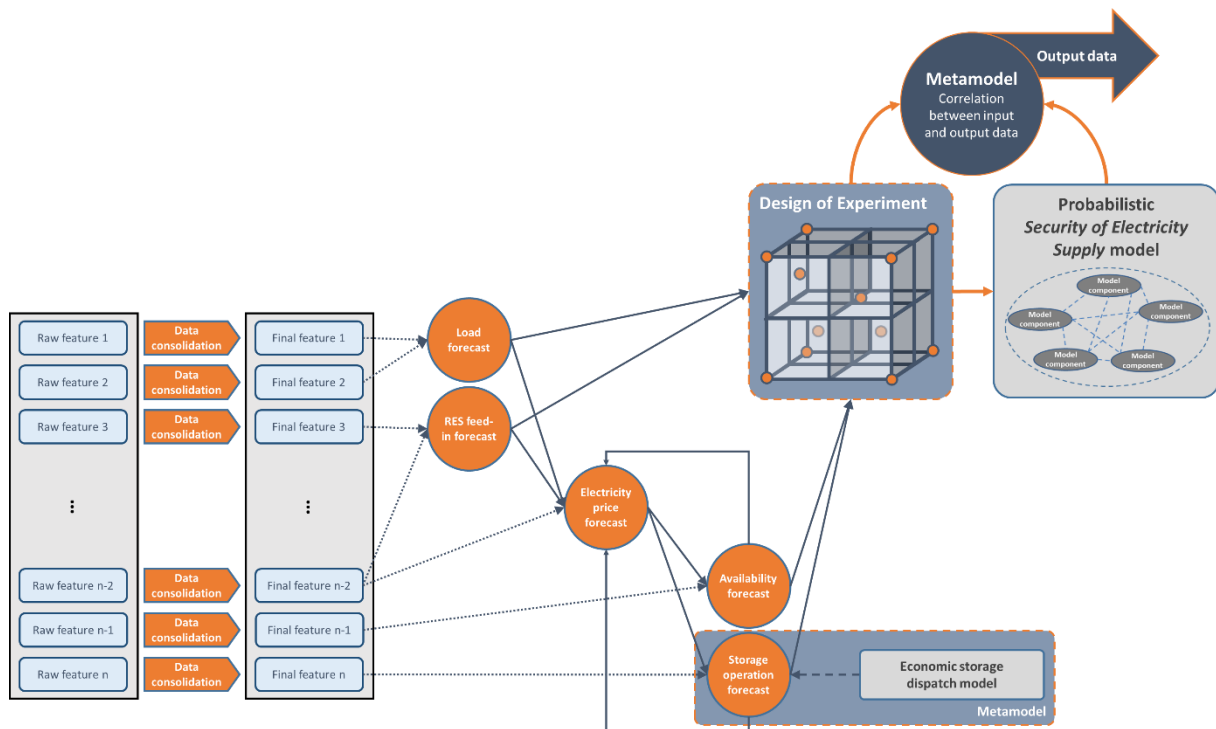 Output data
Metamodel
Correlation
between input
and output data
Design of Experiment
Probabilistic
Security of Electricity
Supply model
Model
component
Model
component
Model
component
Model
component
Model
component
Raw feature 1
Data
consolidation
Final feature 1
Load
forecast
Raw feature 2
Data
consolidation
Final feature 2
Raw feature 3
Data
consolidation
Final feature 3
RES feed-
in forecast
...
...
Electricity
price
forecast
Raw feature n-2
Data
consolidation
Final feature n-2
Availability
forecast
Raw feature n-1
Data
consolidation
Final feature n-1
Raw feature n
Data
consolidation
Final feature n
Storage
operation
forecast
Economic storage
dispatch model
Metamodel